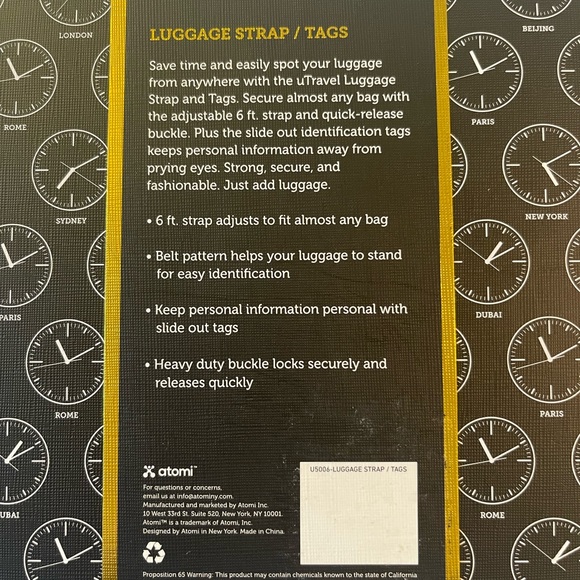 LONDON
BEIJING
LUGGAGE STRAP / TAGS
Save time and easily spot your luggage
from anywhere with the uTravel Luggage
Strap and Tags. Secure almost any bag with
the adjustable 6 ft. strap and quick-release
buckle. Plus the slide out identification tags
keeps personal information away from
prying eyes. Strong, secure, and
fashionable. Just add luggage.
• 6 ft. strap adjusts to fit almost any bag
• Belt pattern helps your luggage to stand
for easy identification
• Keep personal information personal with
slide out tags
• Heavy duty buckle locks securely and
releases quickly
ROME
PARIS
SYDNEY
NEW YORK
PARIS
DUBAI
ROME
PARIS
UBAI
ROME
atomi™
For questions or concerns,
email us at info@atominy.com.
Manufactured and marketed by Atomi Inc.
10 West 33rd St. Suite 520, New York, NY 10001.
Atomi™ is a trademark of Atomi, Inc.
Designed by Atomi in New York. Made in China.
U5006-LUGGAGE STRAP / TAGS
Proposition 65 Warning: This product may contain chemicals known to the state of California